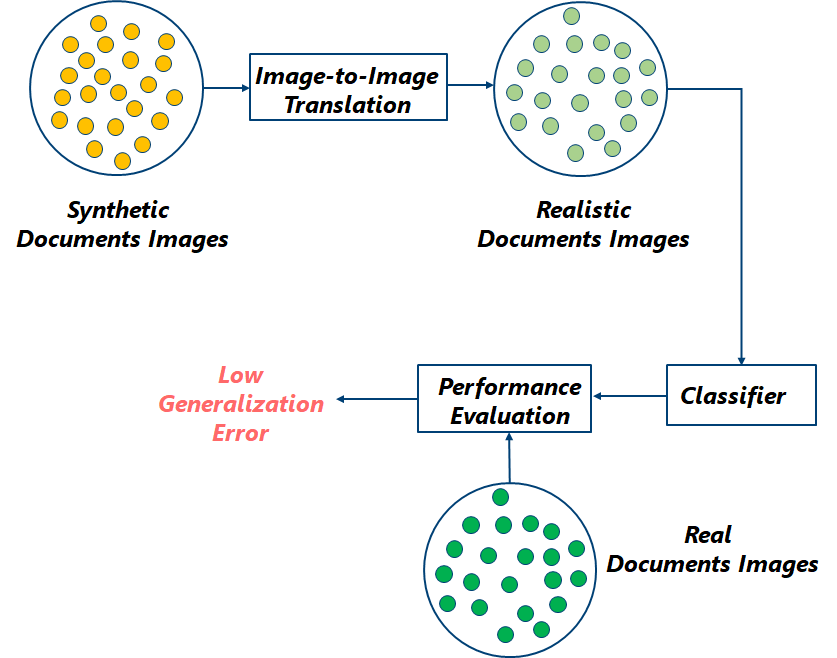 Image-to-Image
Translation
Synthetic
Documents Images
Realistic
Documents Images
Low
Generalization
Error
Performance
Evaluation
Classifier
Real
Documents Images